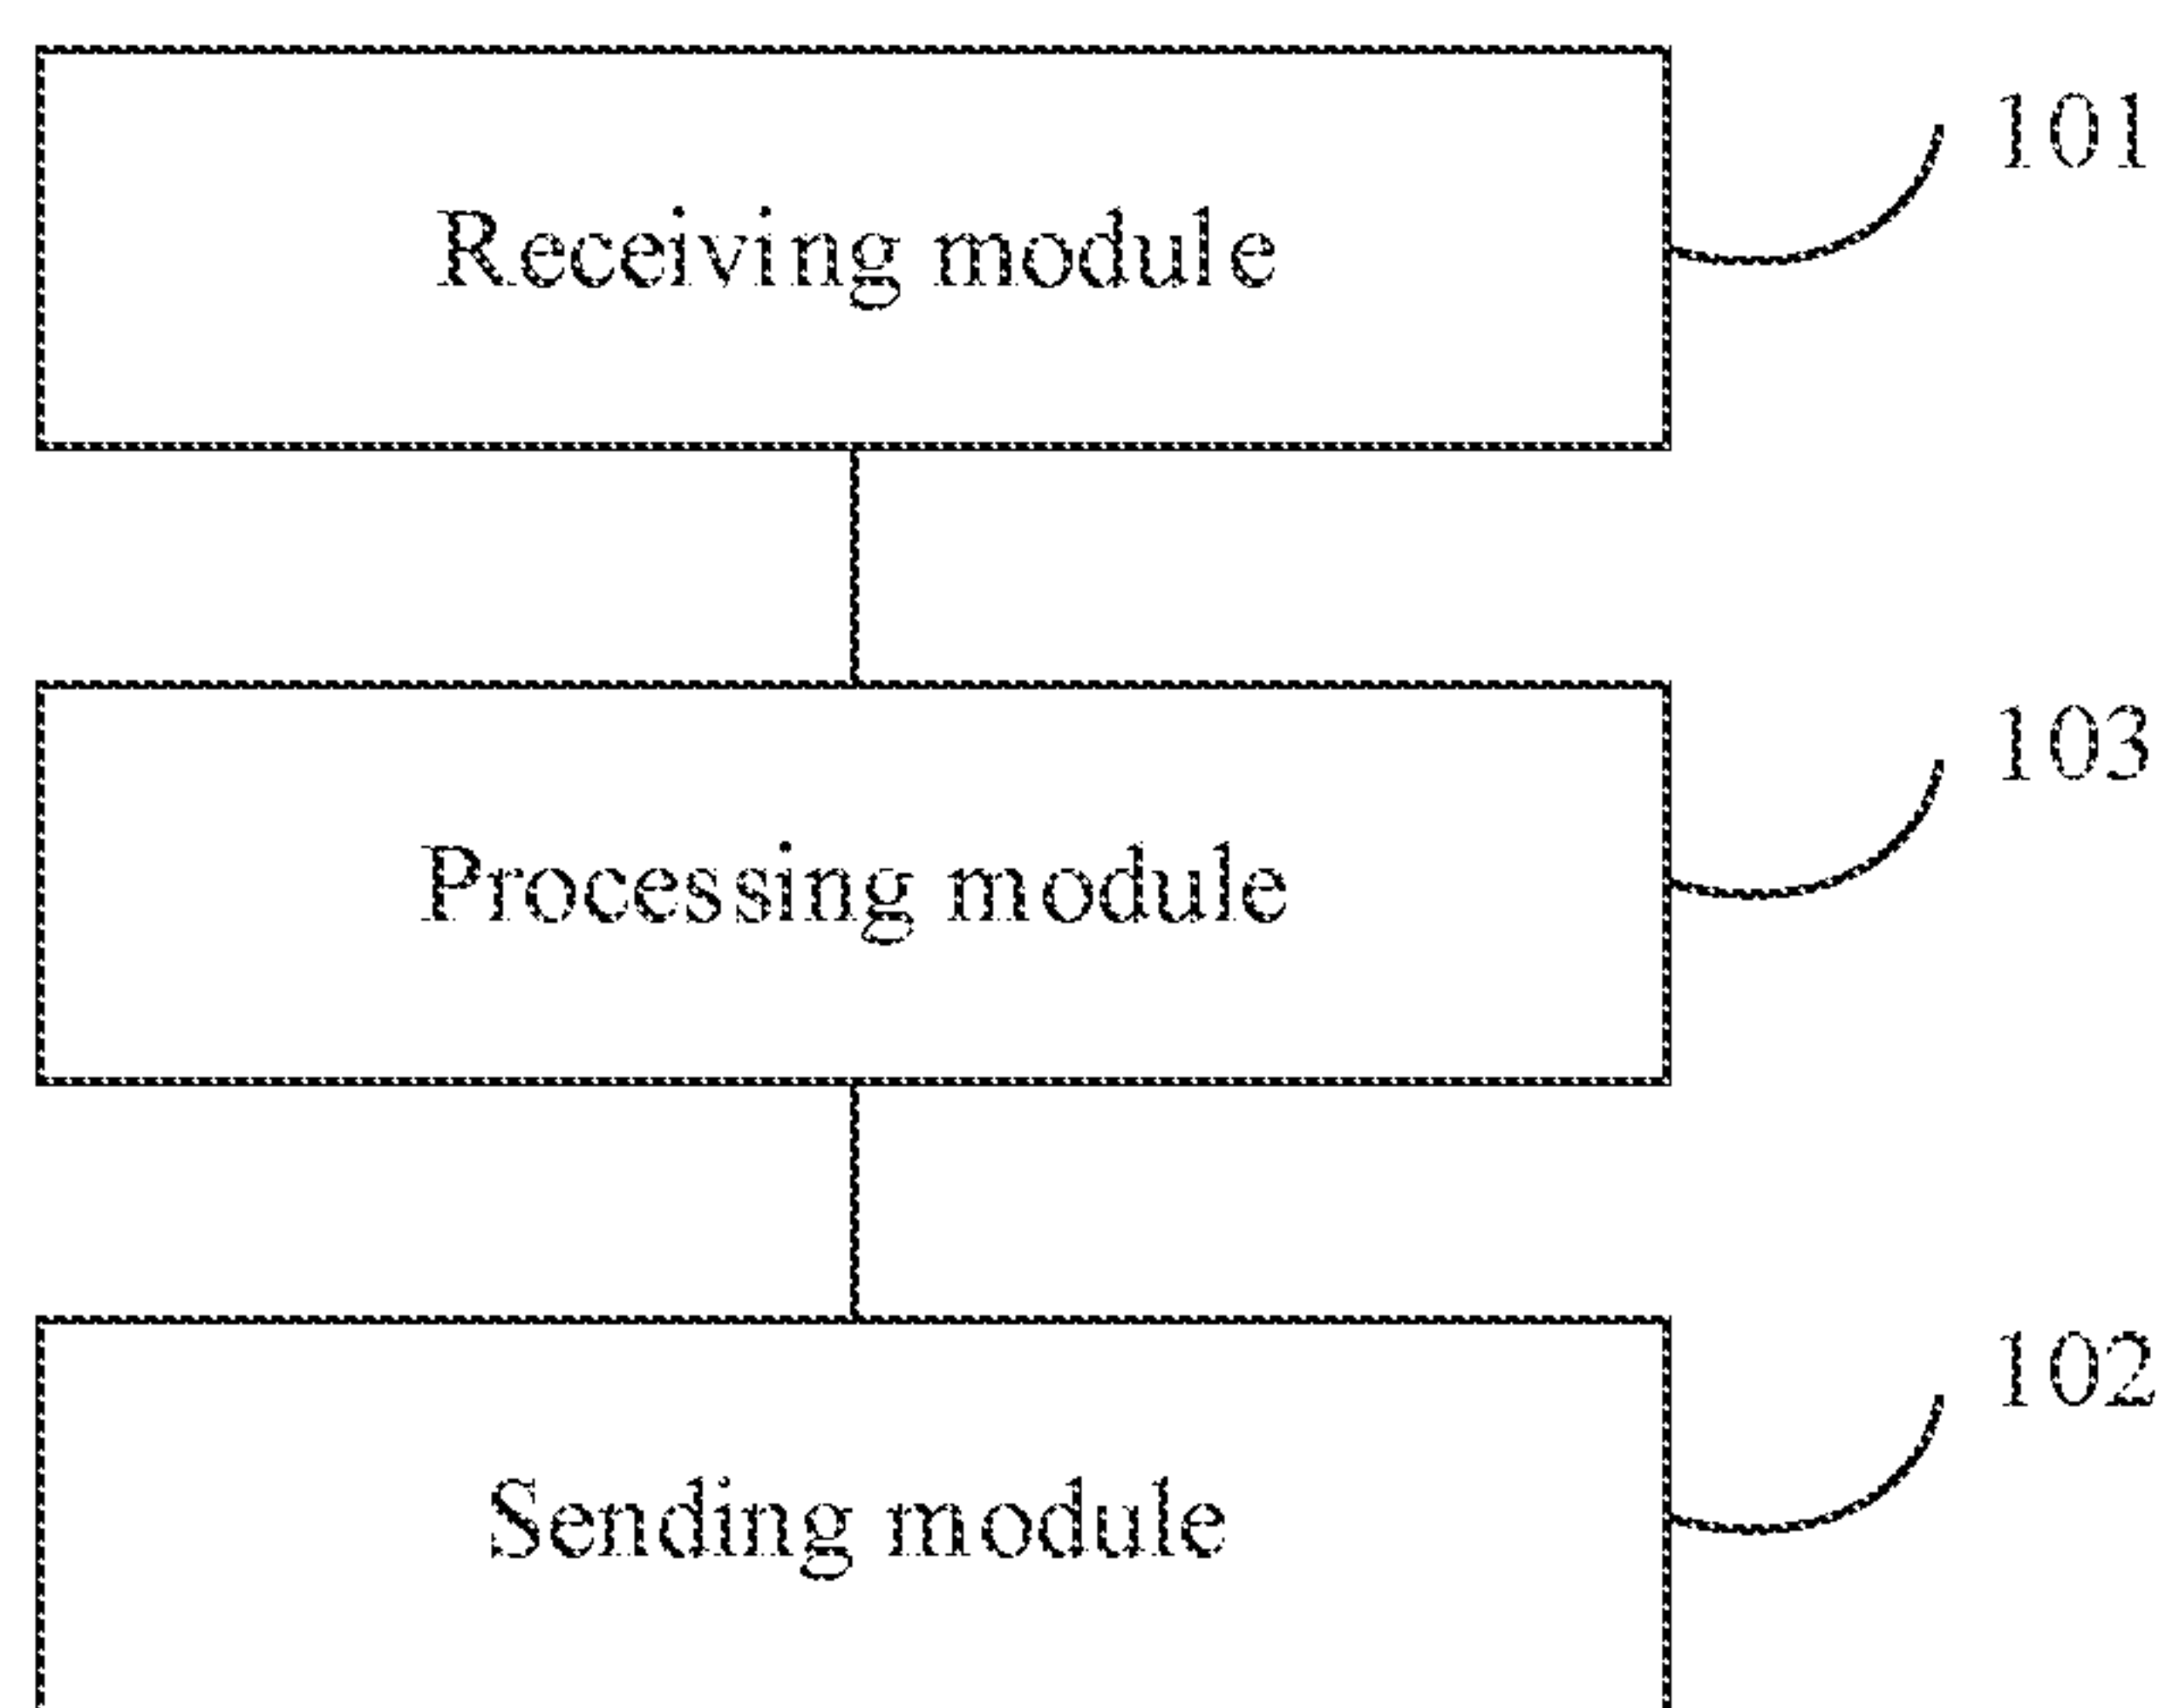 101
Receiving module
103
Processing module
102
Sending module